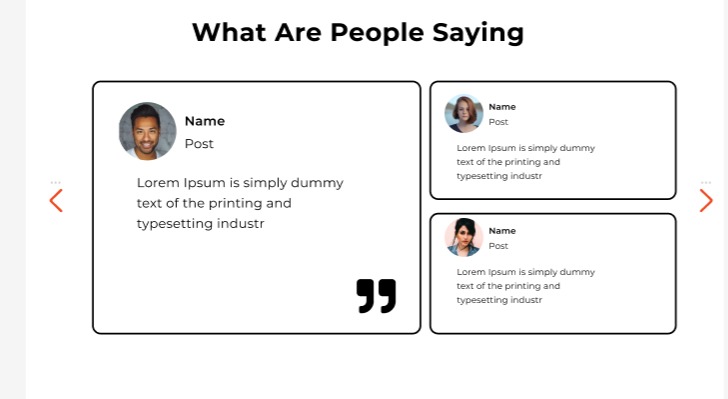 What Are People Saying
Name
Post
Lorem Ipsum is simply dummy
text of the printing and
typesetting industr
Name
Post
Lorem Ipsum is simply dummy
text of the printing and
typesetting industr
Name
Post
Lorem Ipsum is simply dummy
text of the printing and
typesetting industr